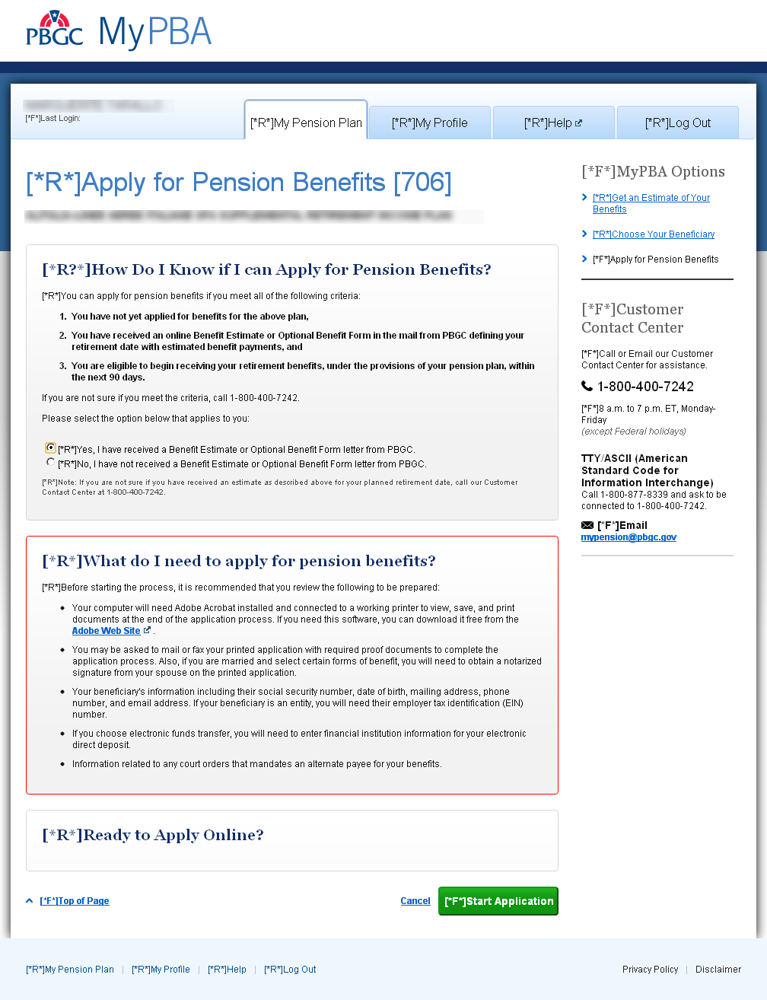 PBGC MyPBA
[*F*]Last Login:
[*R*]My Pension Plan
[*R*]My Profile
[*R*]Help
[*R*]Log Out
[*R*]Apply for Pension Benefits [706]
[*R?*]How Do I Know if I can Apply for Pension Benefits?
[*R*]You can apply for pension benefits if you meet all of the following criteria:
1. You have not yet applied for benefits for the above plan,
2. You have received an online Benefit Estimate or Optional Benefit Form in the mail from PBGC defining your
retirement date with estimated benefit payments, and
3. You are eligible to begin receiving your retirement benefits, under the provisions of your pension plan, within
the next 90 days.
If you are not sure if you meet the criteria, call 1-800-400-7242.
Please select the option below that applies to you:
[*R*]Yes, I have received a Benefit Estimate or Optional Benefit Form letter from PBGC.
[*R*]No, I have not received a Benefit Estimate or Optional Benefit Form letter from PBGC.
[*R*]Note: If you are not sure if you have received an estimate as described above for your planned retirement date, call our Customer
Contact Center at 1-800-400-7242.
[*R*]What do I need to apply for pension benefits?
[*R*]Before starting the process, it is recommended that you review the following to be prepared:
• Your computer will need Adobe Acrobat installed and connected to a working printer to view, save, and print
documents at the end of the application process. If you need this software, you can download it free from the
Adobe Web Site .
• You may be asked to mail or fax your printed application with required proof documents to complete the
application process. Also, if you are married and select certain forms of benefit, you will need to obtain a notarized
signature from your spouse on the printed application.
• Your beneficiary's information including their social security number, date of birth, mailing address, phone
number, and email address. If your beneficiary is an entity, you will need their employer tax identification (EIN)
number.
• If you choose electronic funds transfer, you will need to enter financial institution information for your electronic
direct deposit.
• Information related to any court orders that mandates an alternate payee for your benefits.
[*R*]Ready to Apply Online?
[*F*]Top of Page
Cancel
[*F*]Start Application
[*F*]MyPBA Options
[*R*]Get an Estimate of Your
Benefits
[*R*]Choose Your Beneficiary
[*F*]Apply for Pension Benefits
[*F*]Customer
Contact Center
[*F*]Call or Email our Customer
Contact Center for assistance.
1-800-400-7242
[*F*]8 a.m. to 7 p.m. ET, Monday-
Friday
(except Federal holidays)
TTY/ASCII (American
Standard Code for
Information Interchange)
Call 1-800-877-8339 and ask to be
connected to 1-800-400-7242.
[*F*]Email
mypension@pbgc.gov
[*R*]My Pension Plan | [*R*]My Profile | [*R*]Help | [*R*]Log Out
Privacy Policy | Disclaimer